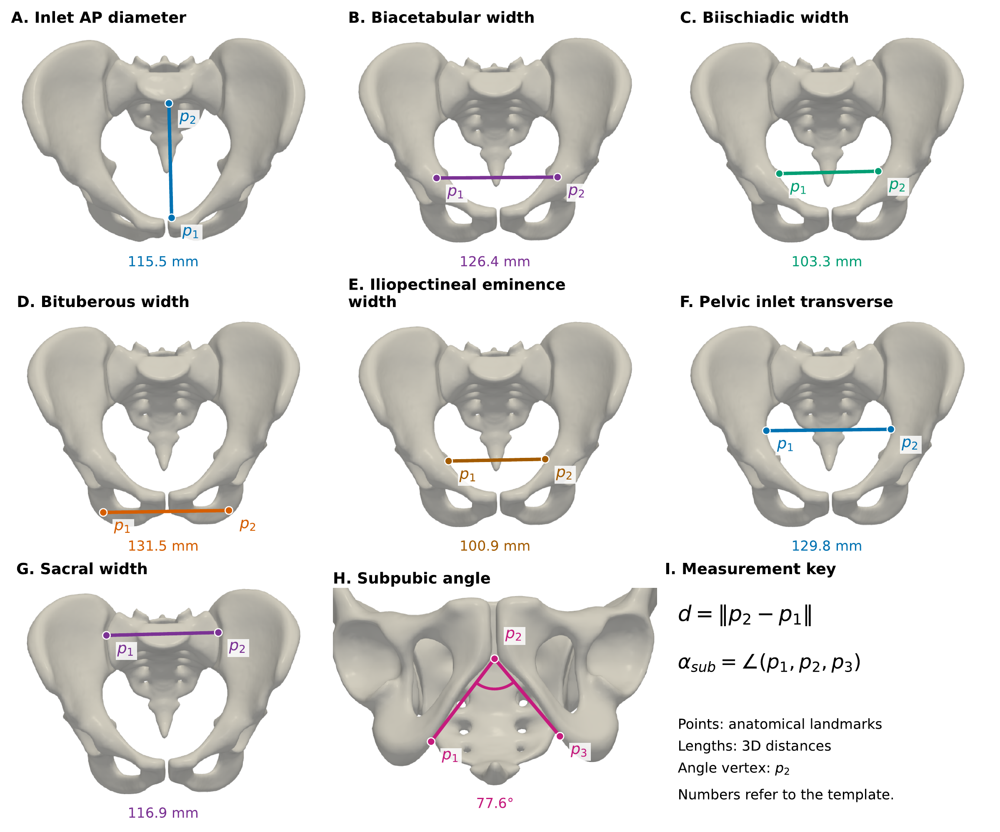 A. Inlet AP diameter
p₂
p₁
115.5 mm
B. Biacetabular width
p₁
p₂
126.4 mm
C. Biischiadic width
p₁
p₂
103.3 mm
D. Bituberous width
p₁
p₂
131.5 mm
E. Iliopectineal eminence
width
p₁
p₂
100.9 mm
F. Pelvic inlet transverse
p₁
p₂
129.8 mm
G. Sacral width
p₁
p₂
116.9 mm
H. Subpubic angle
p₂
p₁
p₃
77.6°
I. Measurement key
d = ‖p₂ − p₁‖
α_sub = ∠(p₁, p₂, p₃)
Points: anatomical landmarks
Lengths: 3D distances
Angle vertex: p₂
Numbers refer to the template.